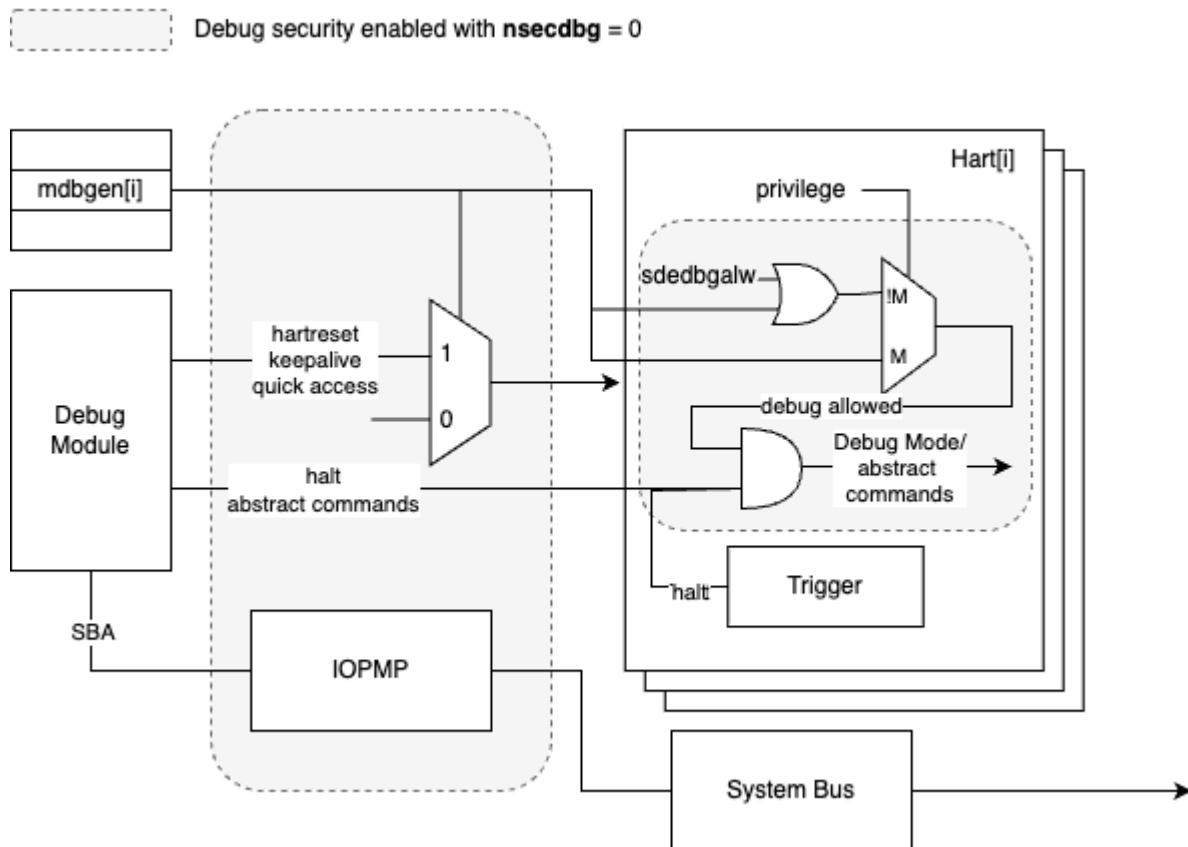 Debug security enabled with nsecdbg = 0
mdbgen[i]
Hart[i]
privilege
sdedbgalw
!M
M
hartreset
keepalive
quick access
1
0
debug allowed
Debug
Module
Debug Mode/
abstract
commands
halt
abstract commands
halt
Trigger
SBA
IOPMP
System Bus